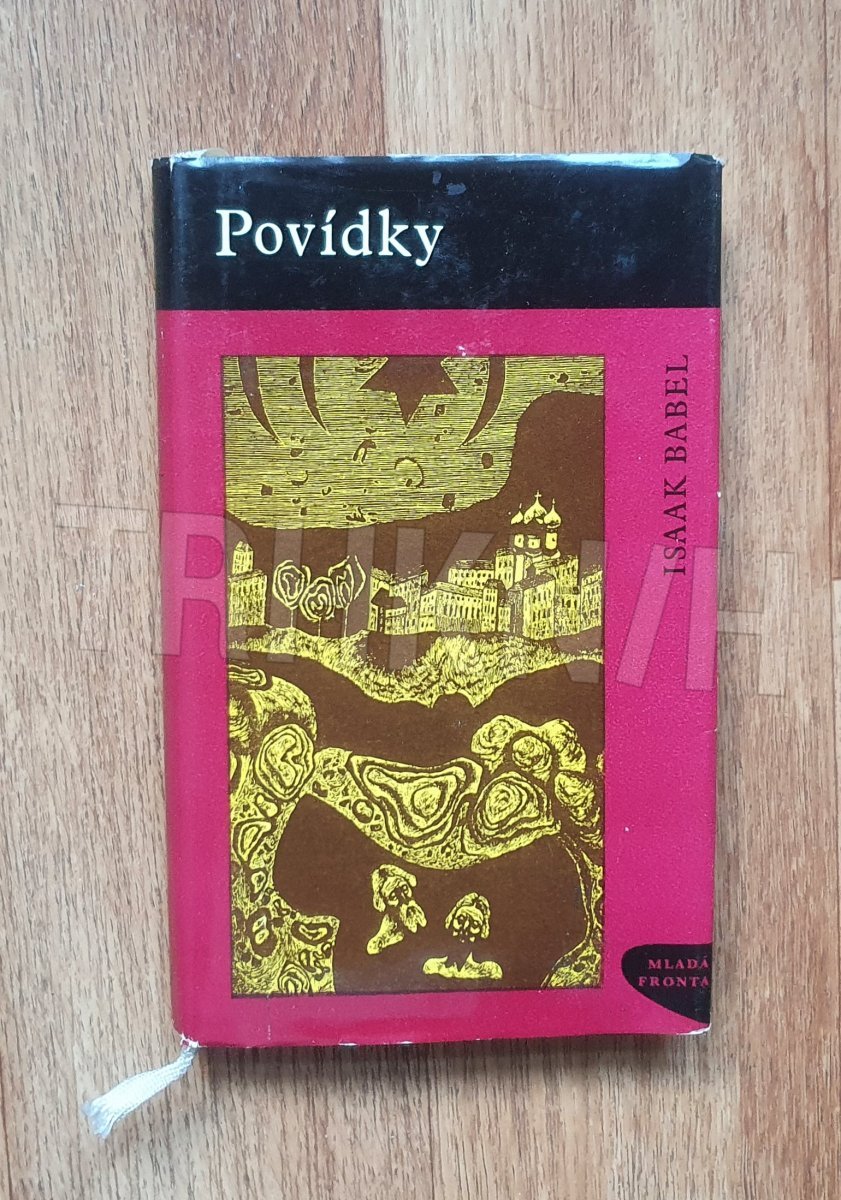 Povídky
ISAAK BABEL
MLADÁ
FRONTA